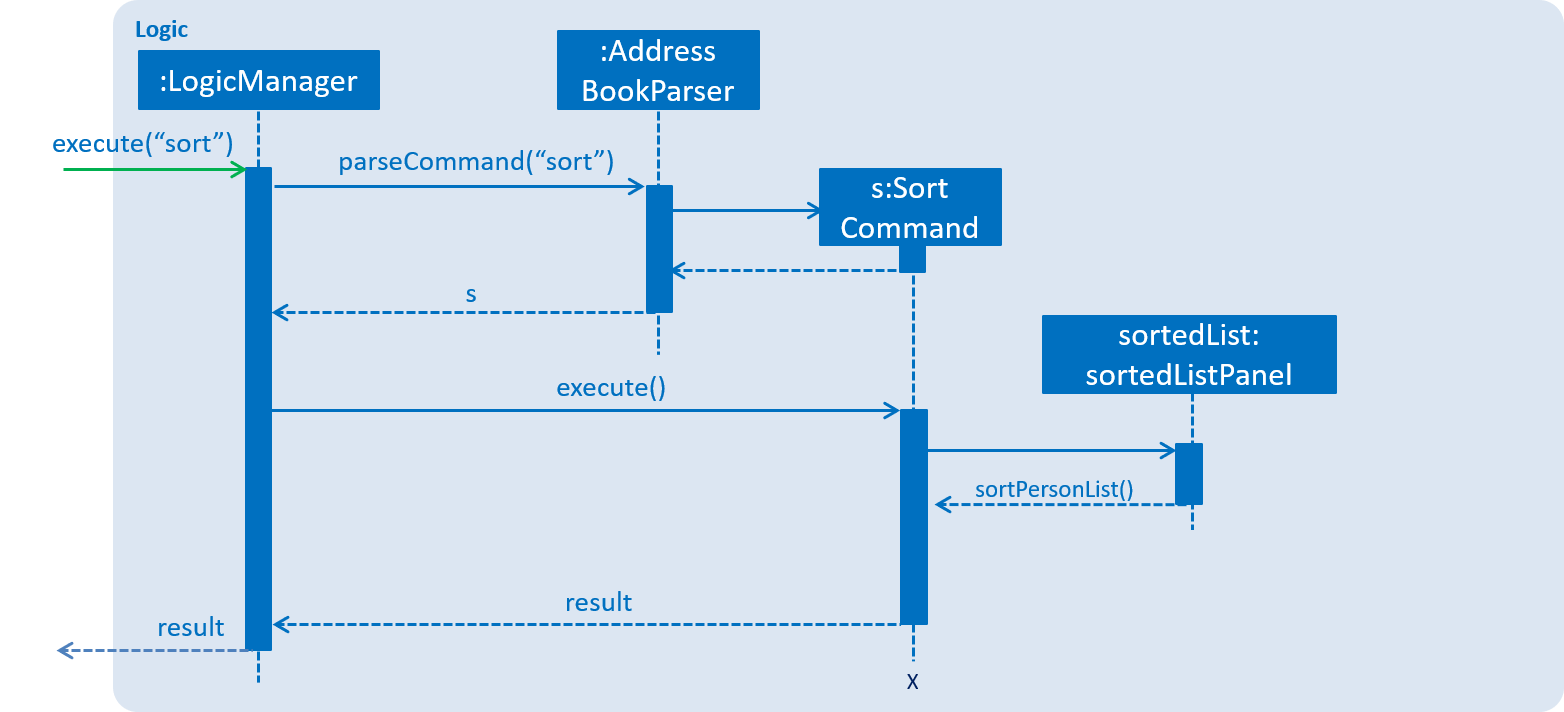 Logic
:LogicManager
:Address
BookParser
execute(“sort”)
parseCommand(“sort”)
s:Sort
Command
s
sortedList:
sortedListPanel
execute()
sortPersonList()
result
result
X